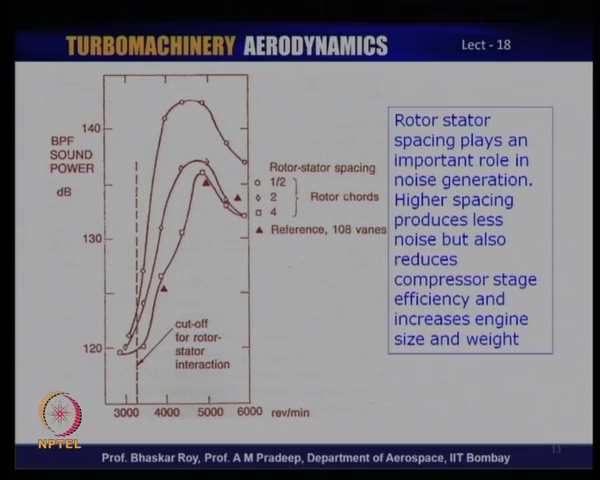 TURBOMACHINERY AERODYNAMICS
Lect - 18
BPF
SOUND
POWER
dB
140
130
120
3000 4000 5000 6000 rev/min
cut-off
for rotor-
stator
interaction
Rotor-stator spacing
1/2
2 Rotor chords
4
Reference, 108 vanes
Rotor stator
spacing plays an
important role in
noise generation.
Higher spacing
produces less
noise but also
reduces
compressor stage
efficiency and
increases engine
size and weight
NPTEL
Prof. Bhaskar Roy, Prof. A M Pradeep, Department of Aerospace, IIT Bombay
13